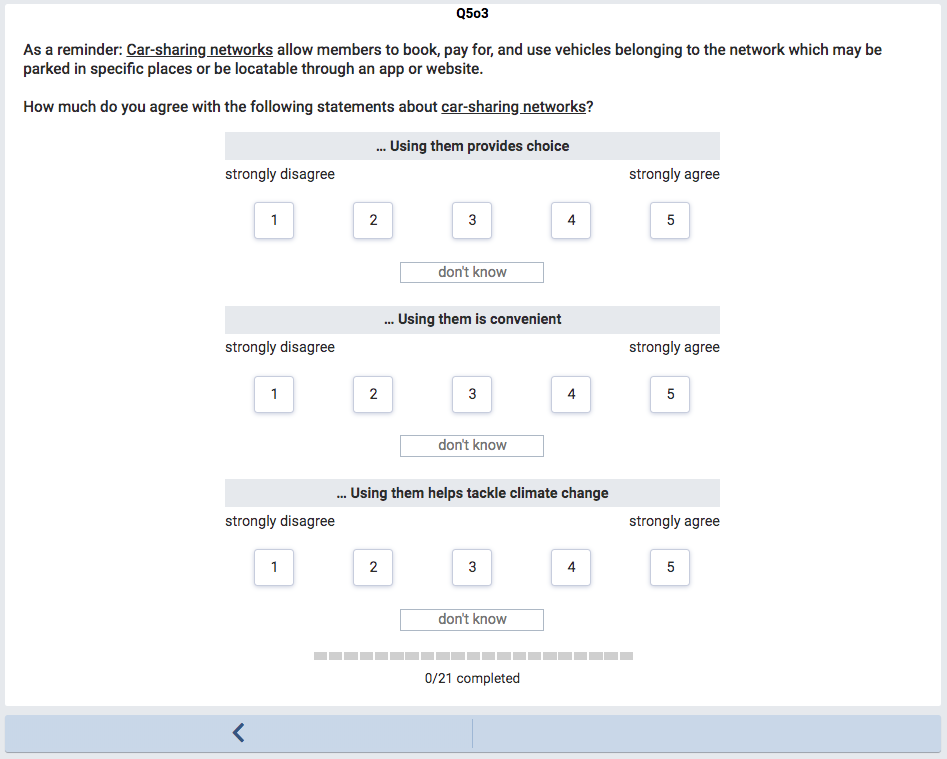 Q5o3
As a reminder: Car-sharing networks allow members to book, pay for, and use vehicles belonging to the network which may be
parked in specific places or be locatable through an app or website.
How much do you agree with the following statements about car-sharing networks?
... Using them provides choice
strongly disagree strongly agree
1 2 3 4 5
don't know
... Using them is convenient
strongly disagree strongly agree
1 2 3 4 5
don't know
... Using them helps tackle climate change
strongly disagree strongly agree
1 2 3 4 5
don't know
0/21 completed